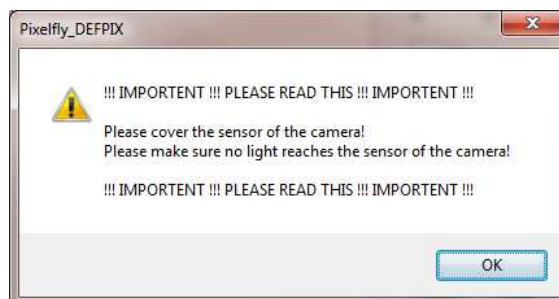 Pixelfly_DEFPIX
!!! IMPORTENT !!! PLEASE READ THIS !!! IMPORTENT !!!
Please cover the sensor of the camera!
Please make sure no light reaches the sensor of the camera!
!!! IMPORTENT !!! PLEASE READ THIS !!! IMPORTENT !!!
OK